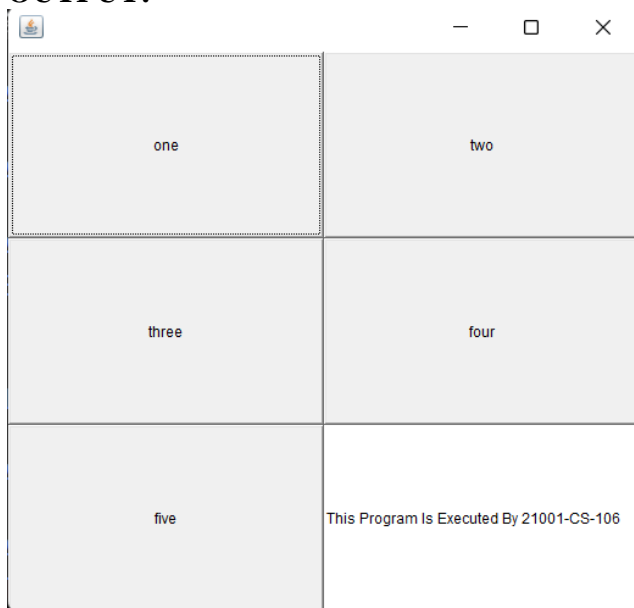 one
two
three
four
five
This Program Is Executed By 21001-CS-106